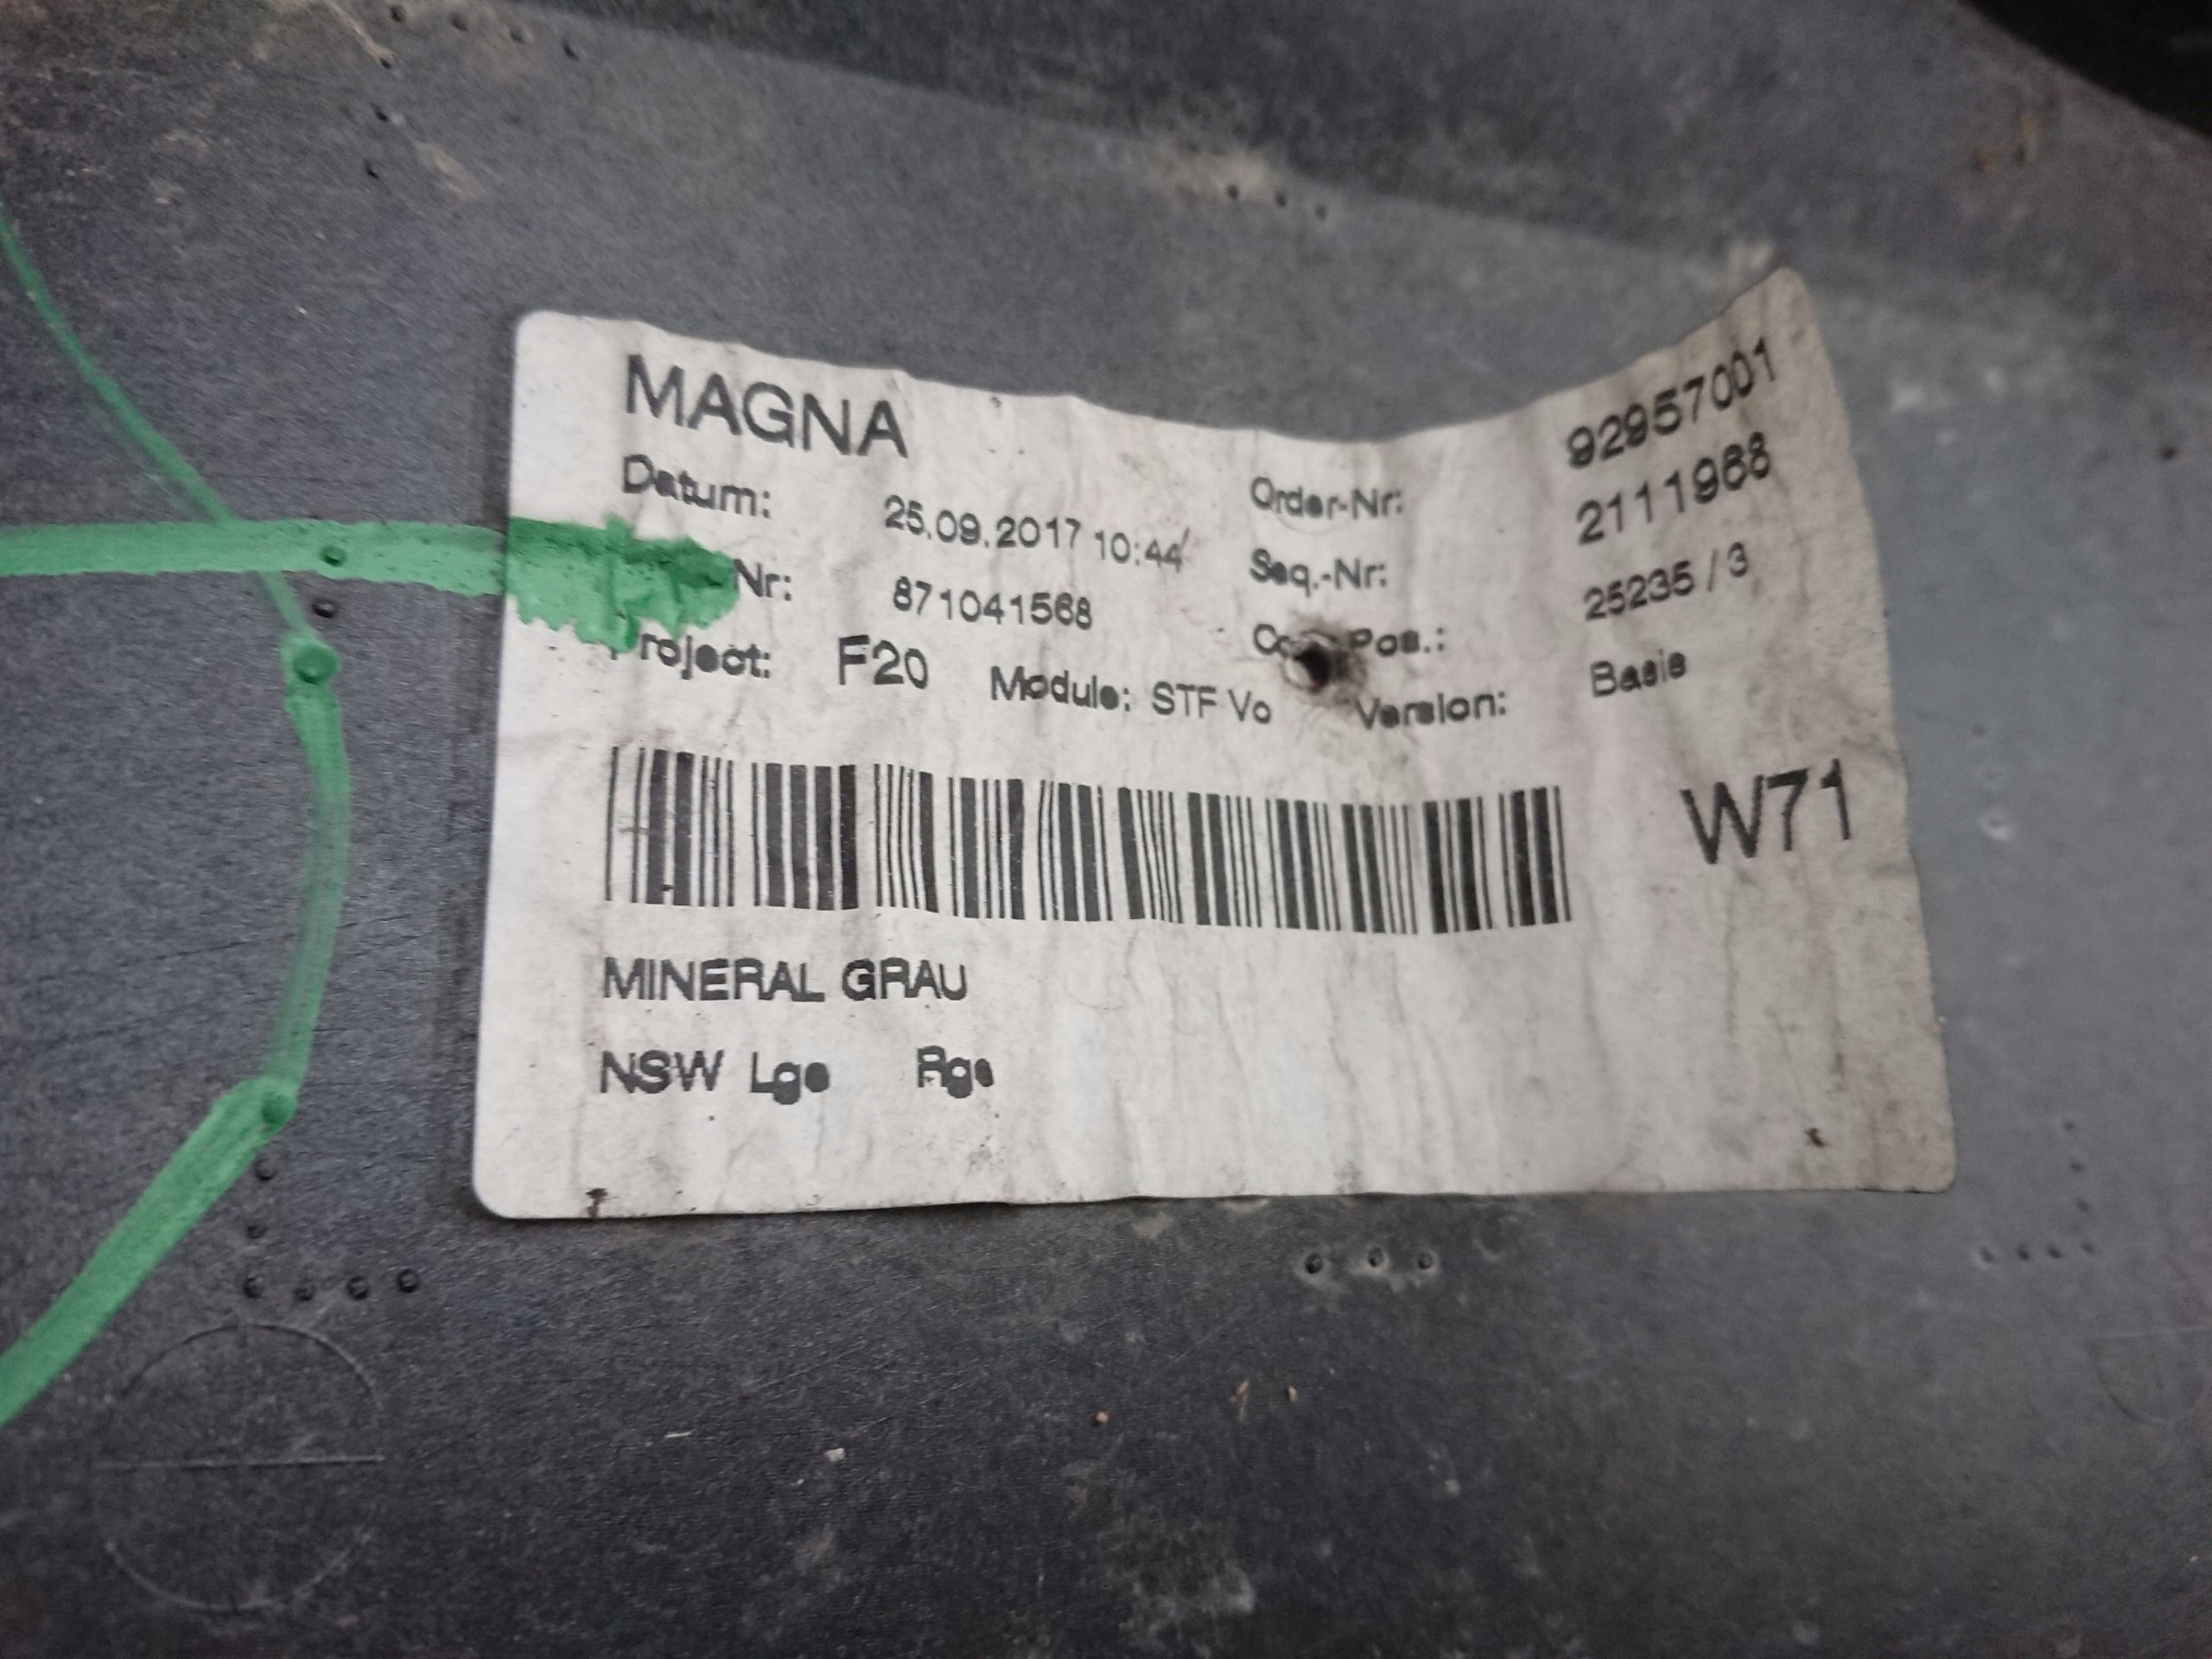 MAGNA
Datum: 25.09.2017 10:44 Order-Nr: 92957001
Nr: 871041568 Seq.-Nr: 2111968
Project: F20 Module: STF Vo Pos.: 25235 / 3
Version: Basis
W71
MINERAL GRAU
NSW Lge Rge